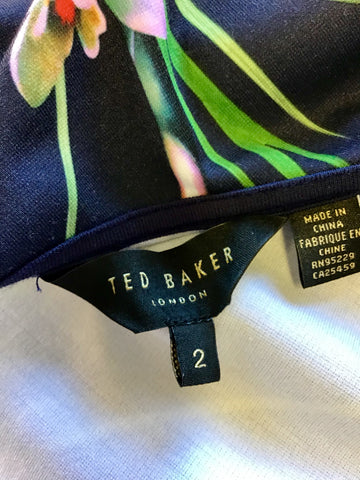 TED BAKER
LONDON
2
MADE IN
CHINA
FABRIQUE EN
CHINE
RN95229
CA25459